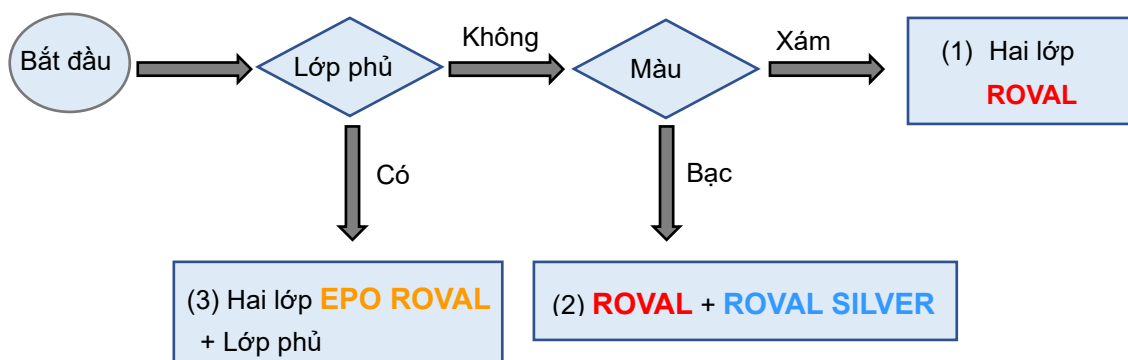 Bắt đầu
Lớp phủ
Không
Màu
Xám
(1) Hai lớp
ROVAL
Có
Bạc
(3) Hai lớp EPO ROVAL
+ Lớp phủ
(2) ROVAL + ROVAL SILVER